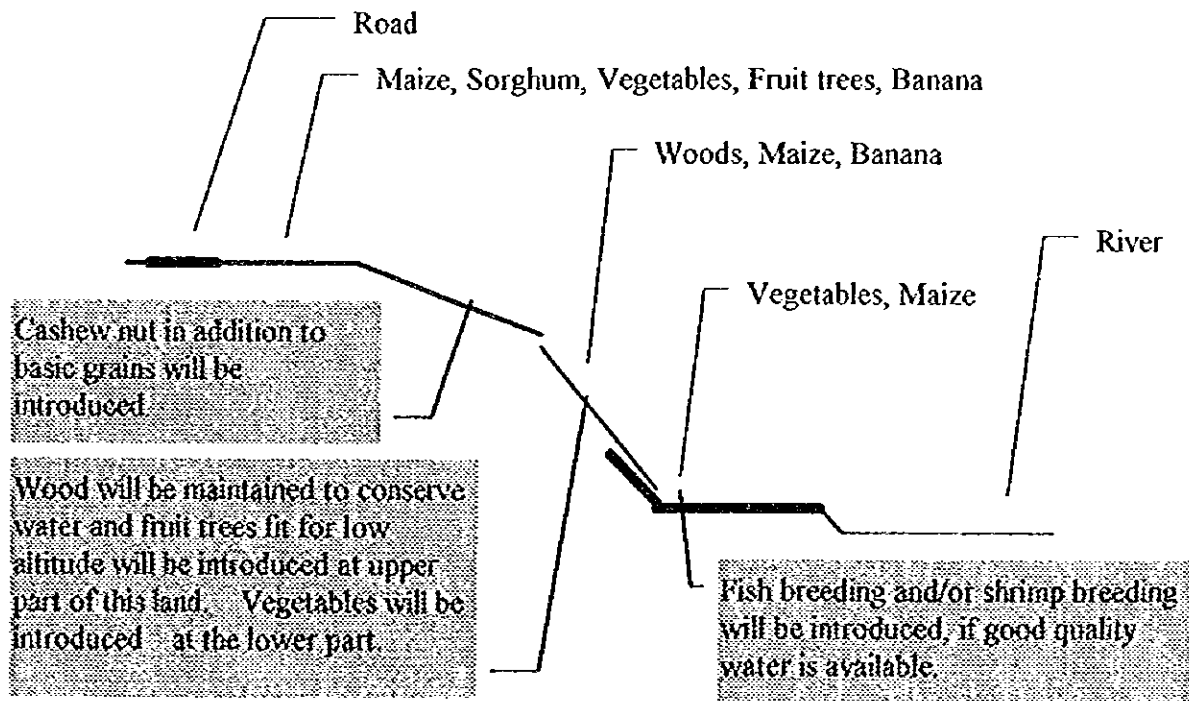 Road
Maize, Sorghum, Vegetables, Fruit trees, Banana
Woods, Maize, Banana
River
Vegetables, Maize
Cashew nut in addition to
basic grains will be
introduced
Wood will be maintained to conserve
water and fruit trees fit for low
altitude will be introduced at upper
part of this land. Vegetables will be
introduced at the lower part.
Fish breeding and/or shrimp breeding
will be introduced, if good quality
water is available.